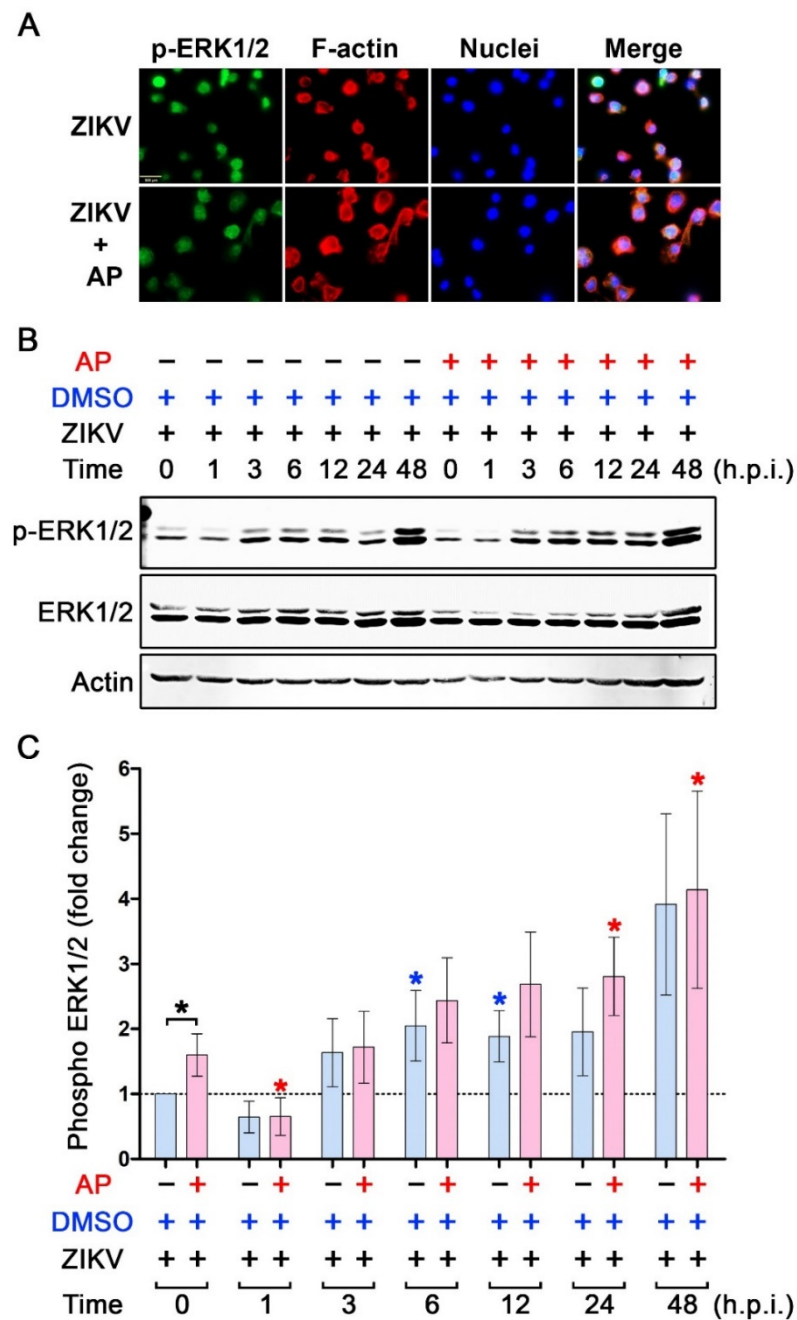 A
p-ERK1/2 F-actin Nuclei Merge
ZIKV
ZIKV
+
AP
B
AP − − − − − − − + + + + + + +
DMSO + + + + + + + + + + + + + +
ZIKV + + + + + + + + + + + + + +
Time 0 1 3 6 12 24 48 0 1 3 6 12 24 48 (h.p.i.)
p-ERK1/2
ERK1/2
Actin
C
Phospho ERK1/2 (fold change)
6
5
4
3
2
1
0
* * * * * *
AP − + − + − + − + − + − + − +
DMSO + + + + + + + + + + + + + +
ZIKV + + + + + + + + + + + + + +
Time 0 1 3 6 12 24 48 (h.p.i.)